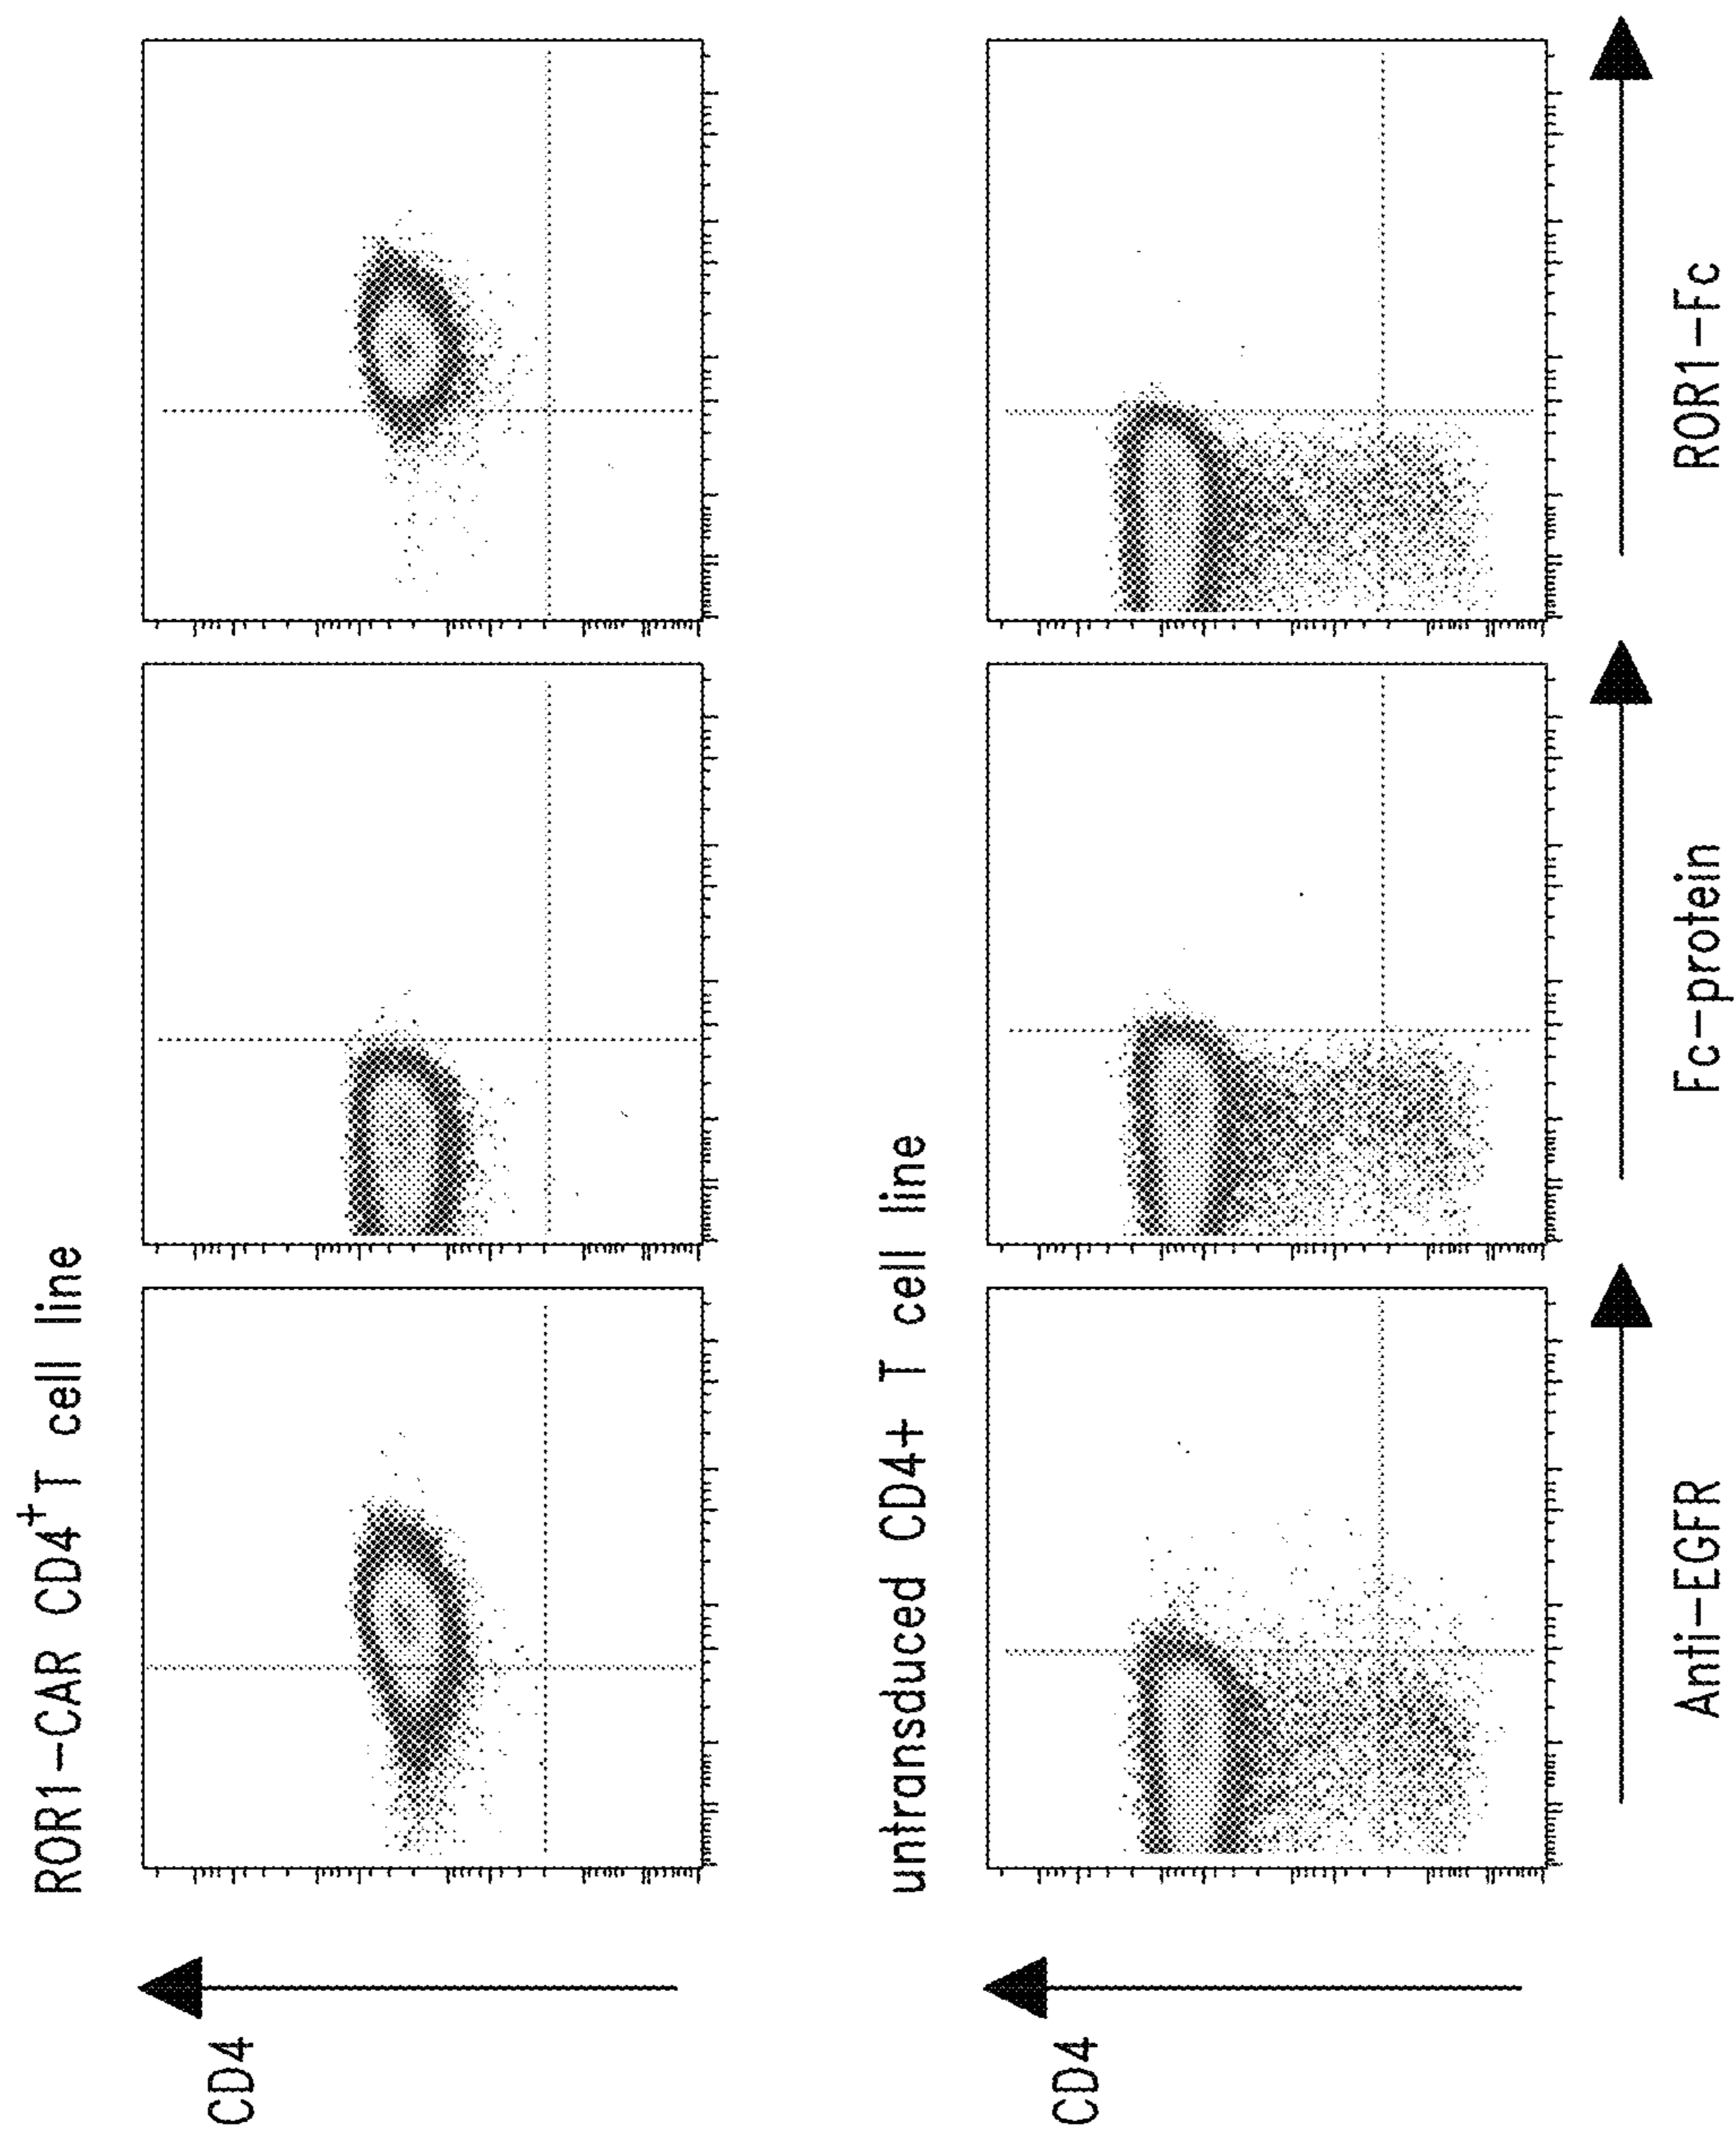 ROR1-CAR CD4+T cell line
CD4
untransduced CD4+ T cell line
CD4
Anti-EGFR
Fc-protein
ROR1-Fc